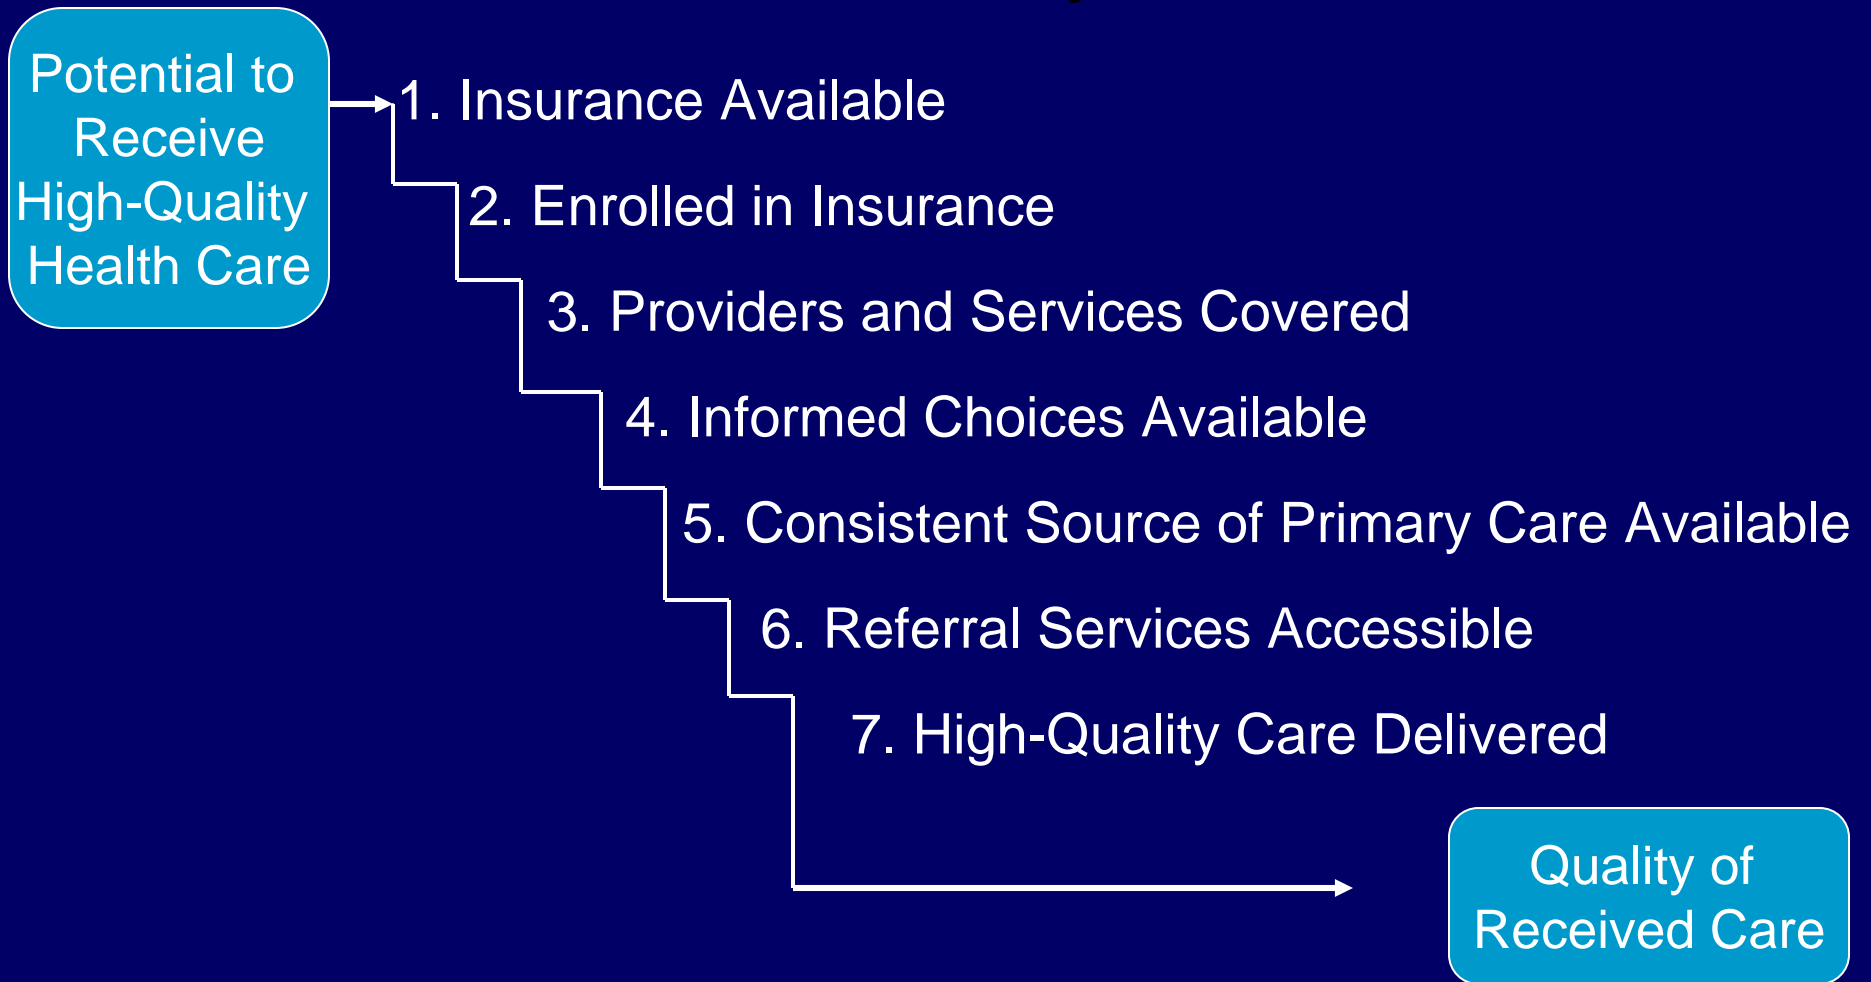 Potential to
Receive
High-Quality
Health Care
1. Insurance Available
2. Enrolled in Insurance
3. Providers and Services Covered
4. Informed Choices Available
5. Consistent Source of Primary Care Available
6. Referral Services Accessible
7. High-Quality Care Delivered
Quality of
Received Care